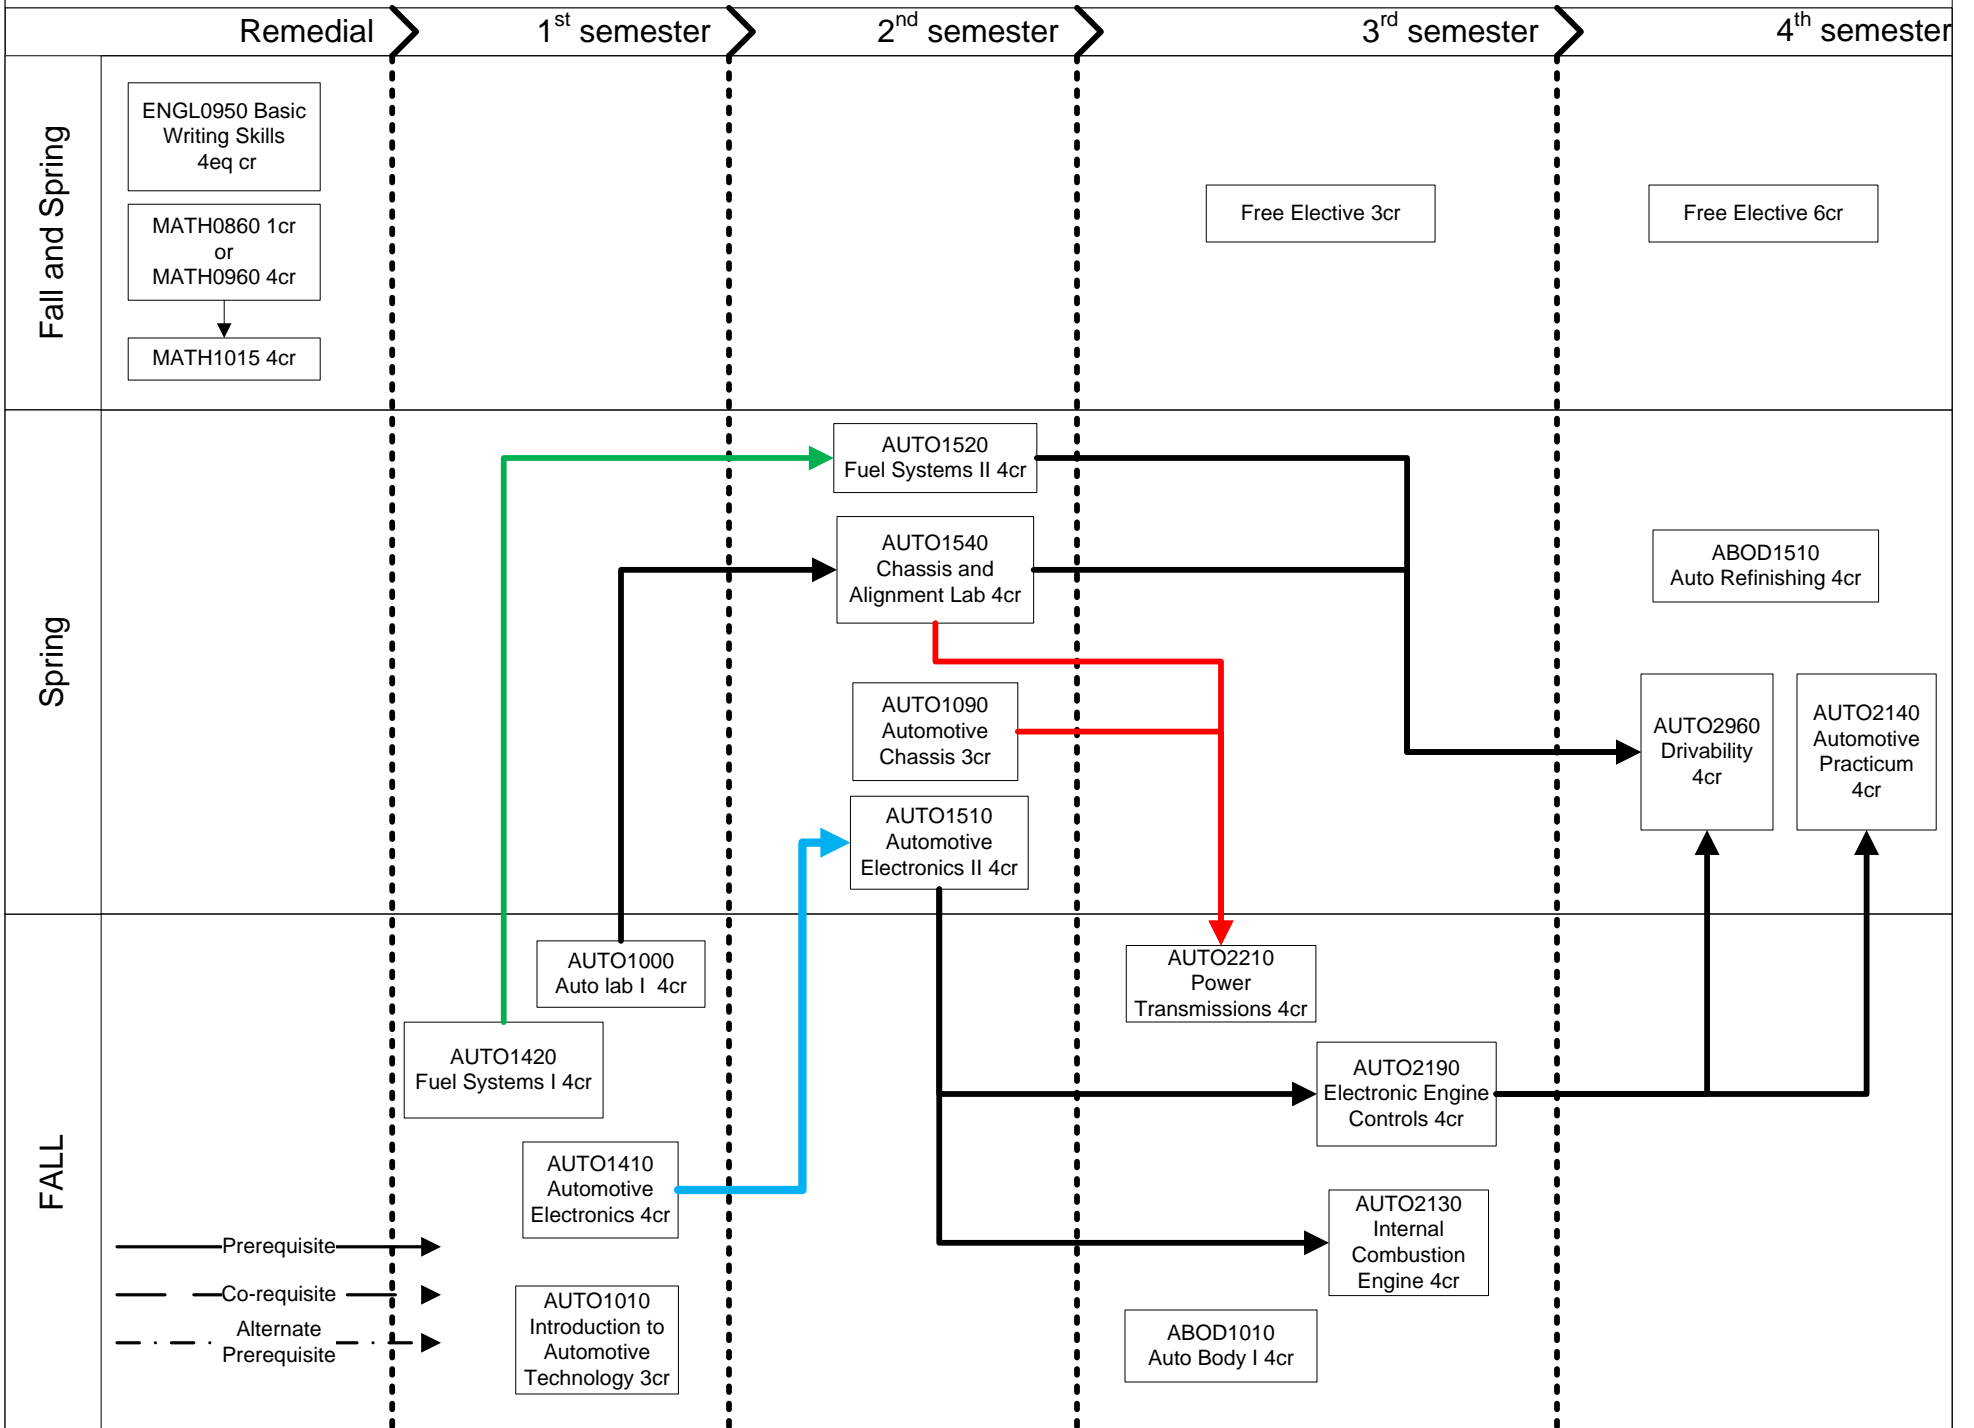 Remedial
1st semester
2nd semester
3rd semester
4th semester
Fall and Spring
ENGL0950 Basic
Writing Skills
4eq cr
MATH0860 1cr
or
MATH0960 4cr
MATH1015 4cr
Free Elective 3cr
Free Elective 6cr
Spring
AUTO1520
Fuel Systems II 4cr
AUTO1540
Chassis and
Alignment Lab 4cr
AUTO1090
Automotive
Chassis 3cr
AUTO1510
Automotive
Electronics II 4cr
ABOD1510
Auto Refinishing 4cr
AUTO2960
Drivability
4cr
AUTO2140
Automotive
Practicum
4cr
FALL
AUTO1000
Auto lab I  4cr
AUTO1420
Fuel Systems I 4cr
AUTO1410
Automotive
Electronics 4cr
AUTO1010
Introduction to
Automotive
Technology 3cr
AUTO2210
Power
Transmissions 4cr
AUTO2190
Electronic Engine
Controls 4cr
AUTO2130
Internal
Combustion
Engine 4cr
ABOD1010
Auto Body I 4cr
Prerequisite
Co-requisite
Alternate
Prerequisite